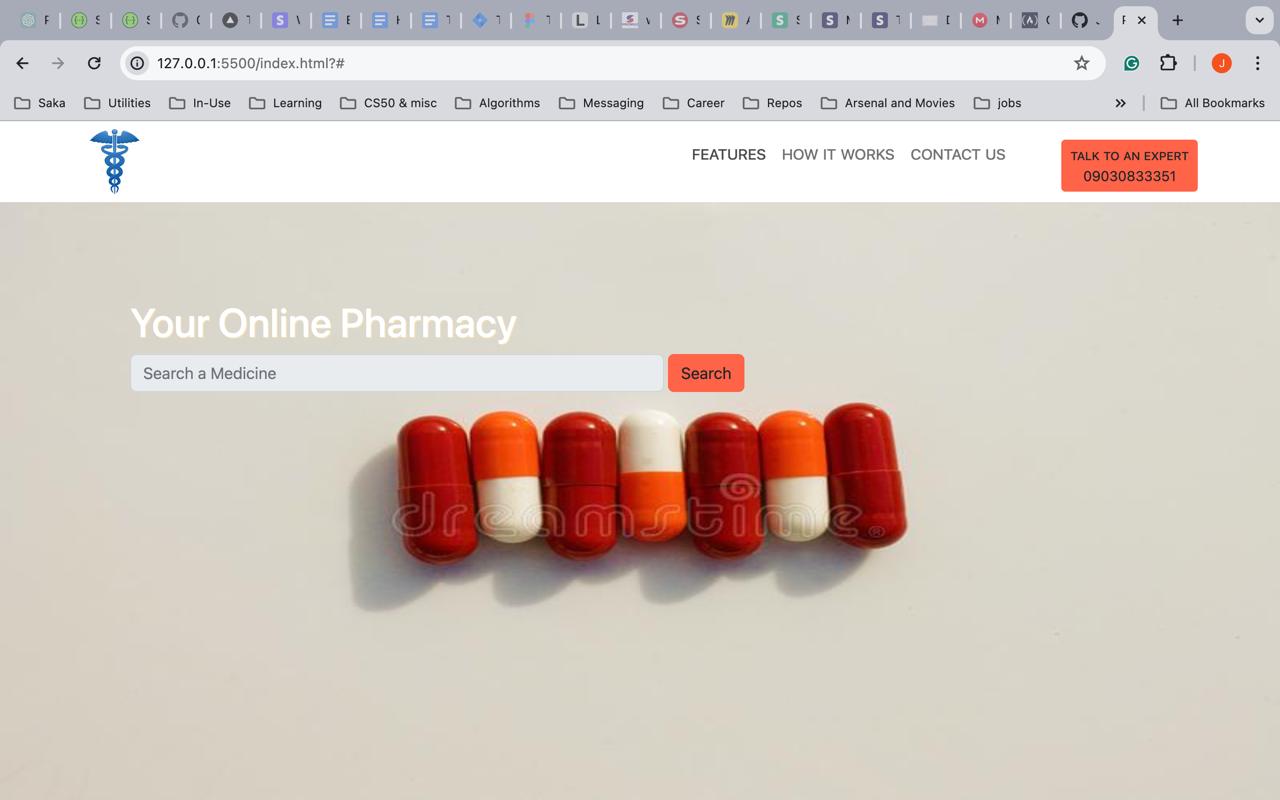 127.0.0.1:5500/index.html?#
J
Saka
Utilities
In-Use
Learning
CS50 & misc
Algorithms
Messaging
Career
Repos
Arsenal and Movies
jobs
All Bookmarks
FEATURES
HOW IT WORKS
CONTACT US
TALK TO AN EXPERT
09030833351
Your Online Pharmacy
Search a Medicine
Search
dreamstime®